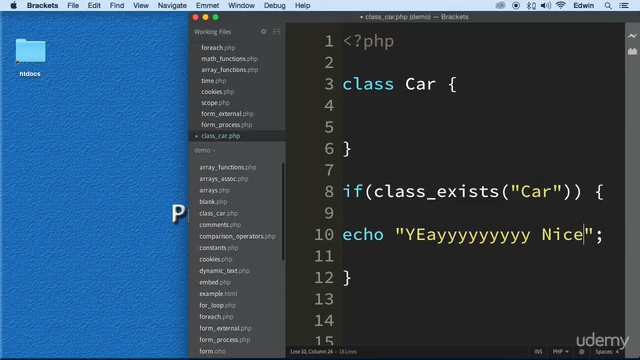 Brackets File Edit Find View Navigate Emmet Window Debug Help Edwin
class_car.php (demo) — Brackets
htdocs
P
Working Files
foreach.php
math_functions.php
array_functions.php
time.php
cookies.php
scope.php
form_external.php
form_process.php
class_car.php
demo
array_functions.php
arrays_assoc.php
arrays.php
blank.php
class_car.php
comments.php
comparison_operators.php
constants.php
cookies.php
dynamic_text.php
embed.php
example.html
for_loop.php
foreach.php
form_external.php
form_process.php
form.php
1 <?php
2
3 class Car {
4
5
6 }
7
8 if(class_exists("Car")) {
9
10 echo "YEayyyyyyyyyy Nice";
11
12 }
13
14
15
Line 10, Column 24 — 18 Lines
INS PHP Spaces: 4
udemy